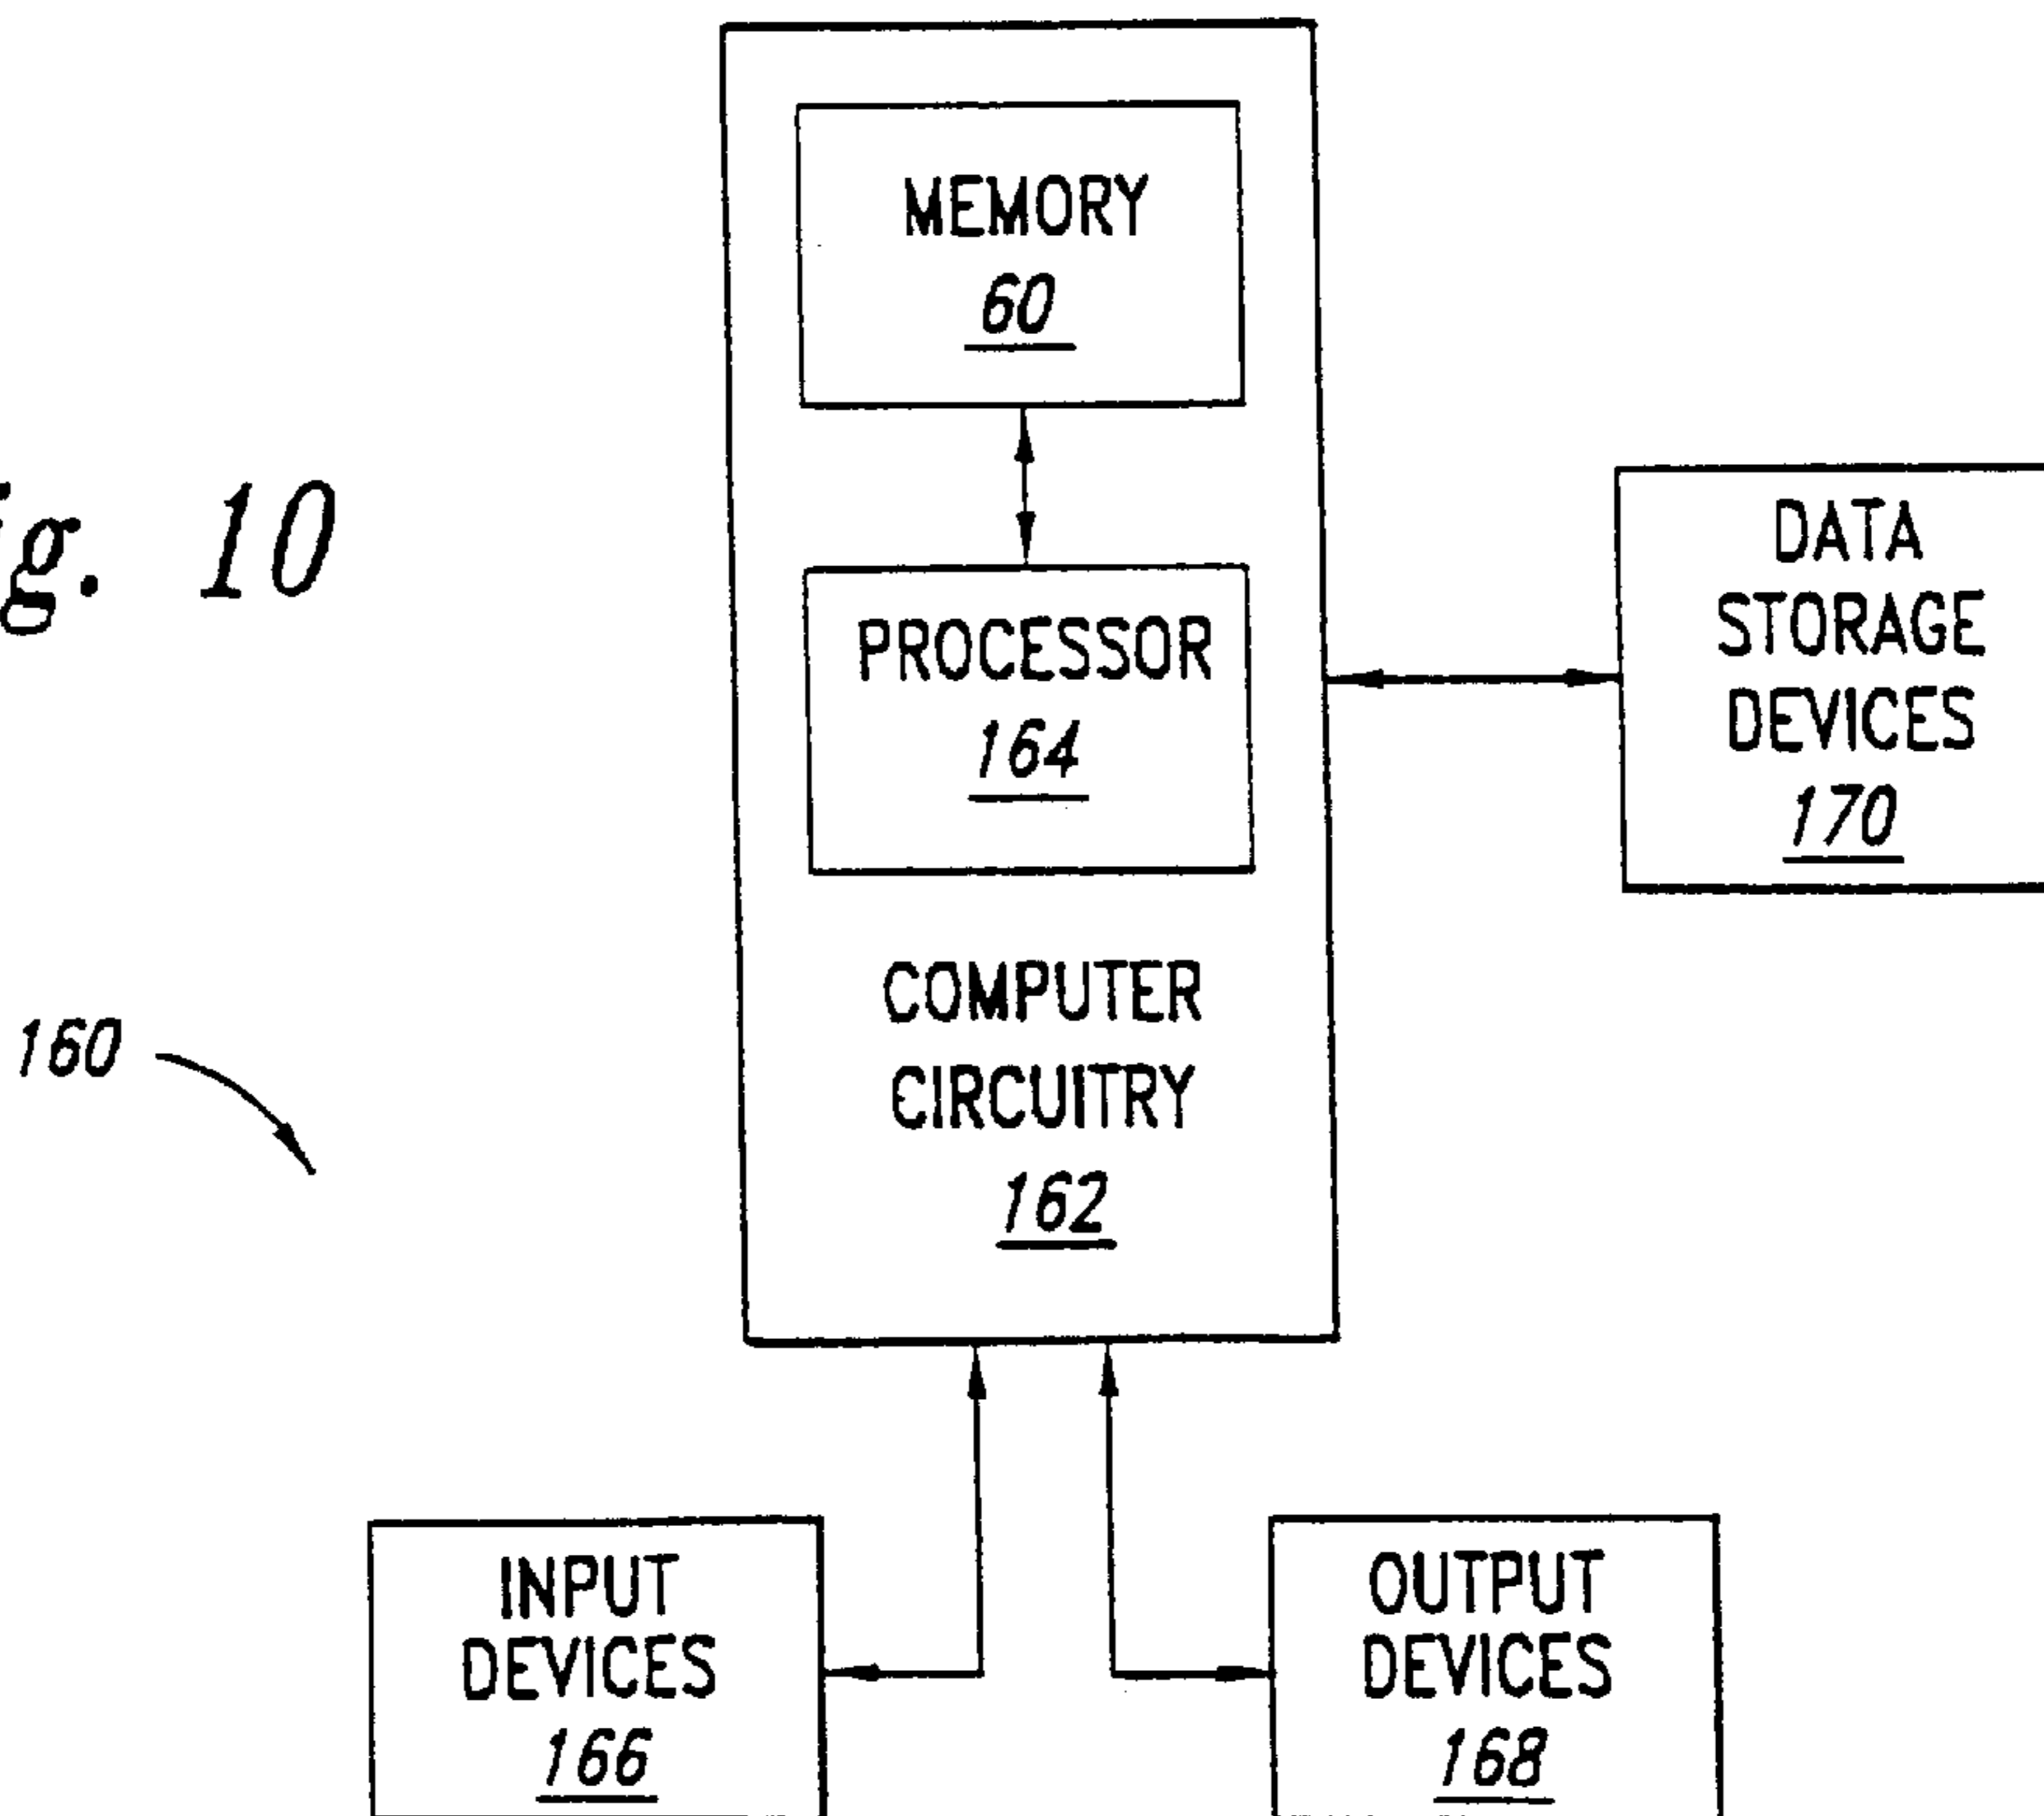 MEMORY
60
ig. 10
PROCESSOR
164
DATA
STORAGE
DEVICES
170
COMPUTER
CIRCUITRY
162
160
INPUT
DEVICES
166
OUTPUT
DEVICES
168